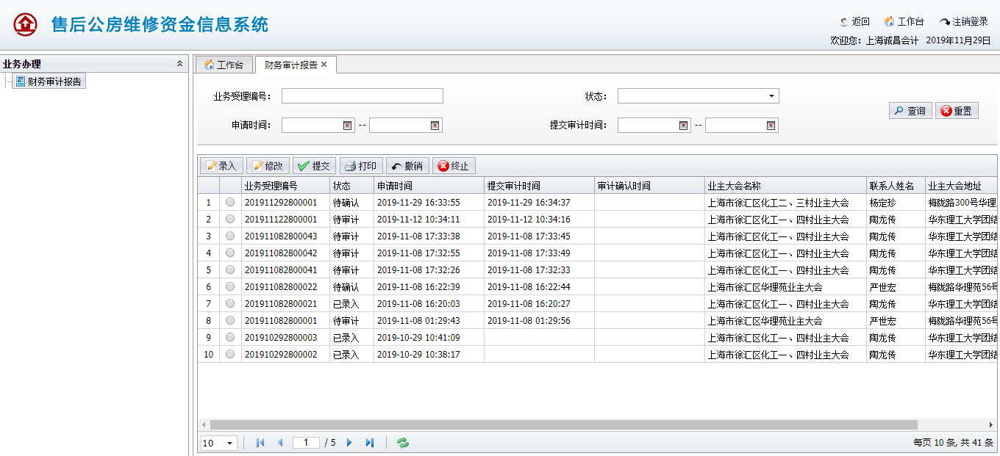 售后公房维修资金信息系统
返回 工作台 注销登录
欢迎您：上海诚昌会计 2019年11月29日
业务办理
财务审计报告
工作台 财务审计报告
业务受理编号： 状态：
申请时间： -- 提交审计时间： --
查询 重置
录入 修改 提交 打印 撤销 终止
业务受理编号 状态 申请时间 提交审计时间 审计确认时间 业主大会名称 联系人姓名 业主大会地址
1 201911292800001 待确认 2019-11-29 16:33:55 2019-11-29 16:34:37 上海市徐汇区化工二、三村业主大会 杨定珍 梅陇路300号华理
2 201911122800001 待审计 2019-11-12 10:34:11 2019-11-12 10:34:16 上海市徐汇区化工一、四村业主大会 陶龙传 华东理工大学团结
3 201911082800043 待审计 2019-11-08 17:33:38 2019-11-08 17:33:45 上海市徐汇区化工一、四村业主大会 陶龙传 华东理工大学团结
4 201911082800042 待审计 2019-11-08 17:32:55 2019-11-08 17:33:49 上海市徐汇区化工一、四村业主大会 陶龙传 华东理工大学团结
5 201911082800041 待审计 2019-11-08 17:32:26 2019-11-08 17:32:33 上海市徐汇区化工一、四村业主大会 陶龙传 华东理工大学团结
6 201911082800022 待确认 2019-11-08 16:22:39 2019-11-08 16:22:44 上海市徐汇区华理苑业主大会 严世宏 梅陇路华理苑56号
7 201911082800021 已录入 2019-11-08 16:20:03 2019-11-08 16:20:27 上海市徐汇区化工一、四村业主大会 陶龙传 华东理工大学团结
8 201911082800001 待审计 2019-11-08 01:29:43 2019-11-08 01:29:56 上海市徐汇区华理苑业主大会 严世宏 梅陇路华理苑56号
9 201910292800003 已录入 2019-10-29 10:41:09 上海市徐汇区化工一、四村业主大会 陶龙传 华东理工大学团结
10 201910292800002 已录入 2019-10-29 10:38:17 上海市徐汇区化工一、四村业主大会 陶龙传 华东理工大学团结
10 1 / 5 每页 10 条, 共 41 条